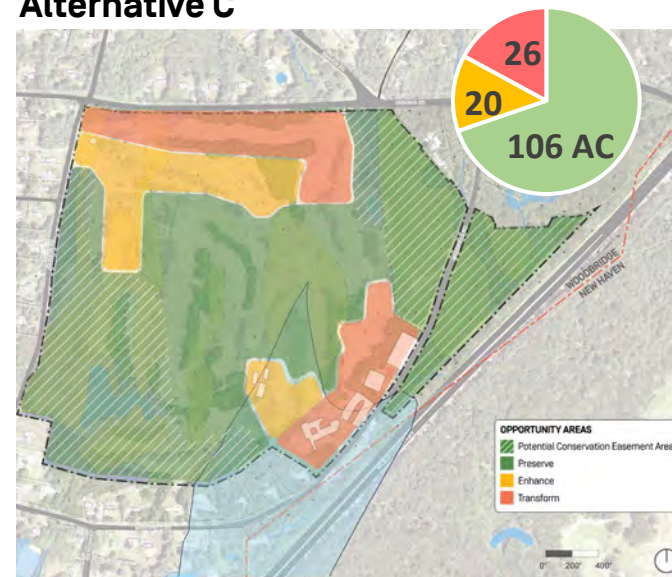 Alternative C
26
20
106 AC
WOODBRIDGE
NEW HAVEN
OPPORTUNITY AREAS
Potential Conservation Easement Area
Preserve
Enhance
Transform
0' 200' 400'